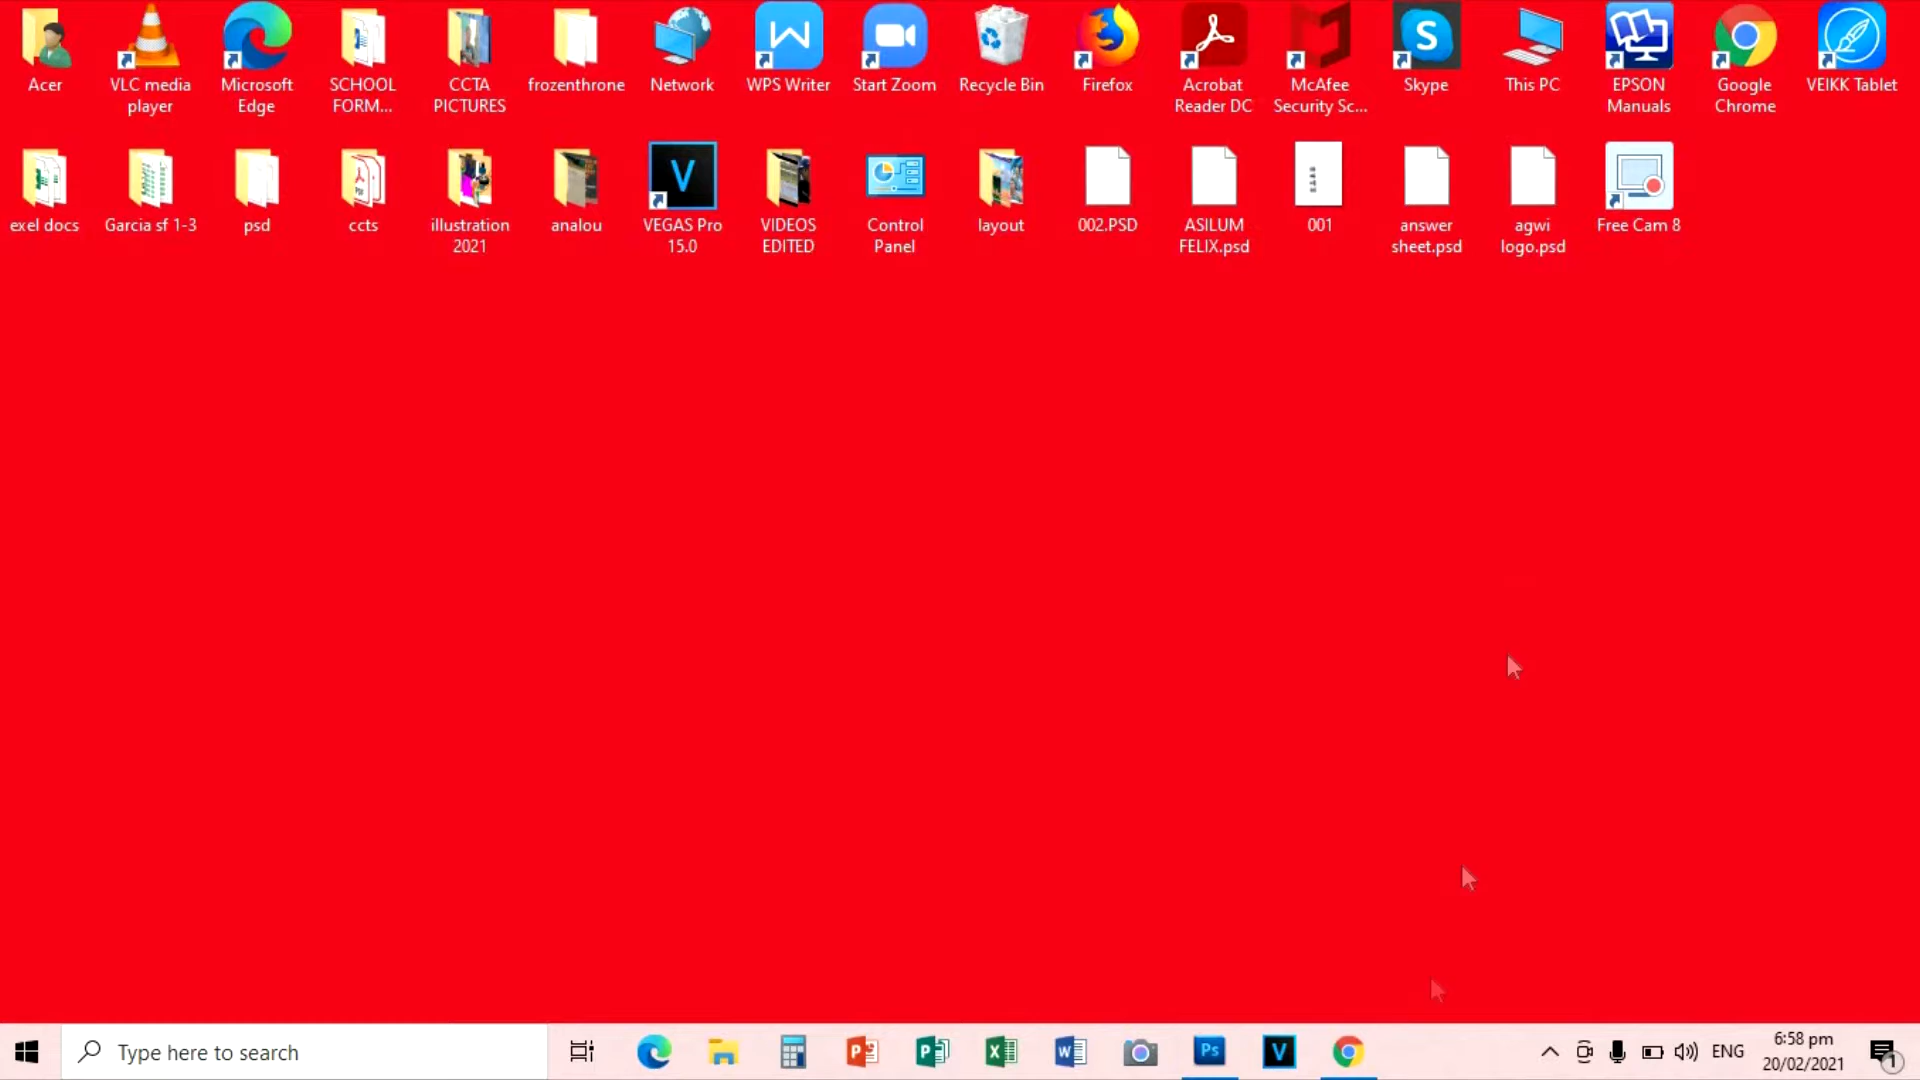 Acer
VLC media
player
Microsoft
Edge
SCHOOL
FORM...
CCTA
PICTURES
frozenthrone
Network
WPS Writer
Start Zoom
Recycle Bin
Firefox
Acrobat
Reader DC
McAfee
Security Sc...
Skype
This PC
EPSON
Manuals
Google
Chrome
VEIKK Tablet
exel docs
Garcia sf 1-3
psd
ccts
illustration
2021
analou
VEGAS Pro
15.0
VIDEOS
EDITED
Control
Panel
layout
002.PSD
ASILUM
FELIX.psd
001
answer
sheet.psd
agwi
logo.psd
Free Cam 8
Type here to search
ENG
6:58 pm
20/02/2021
1